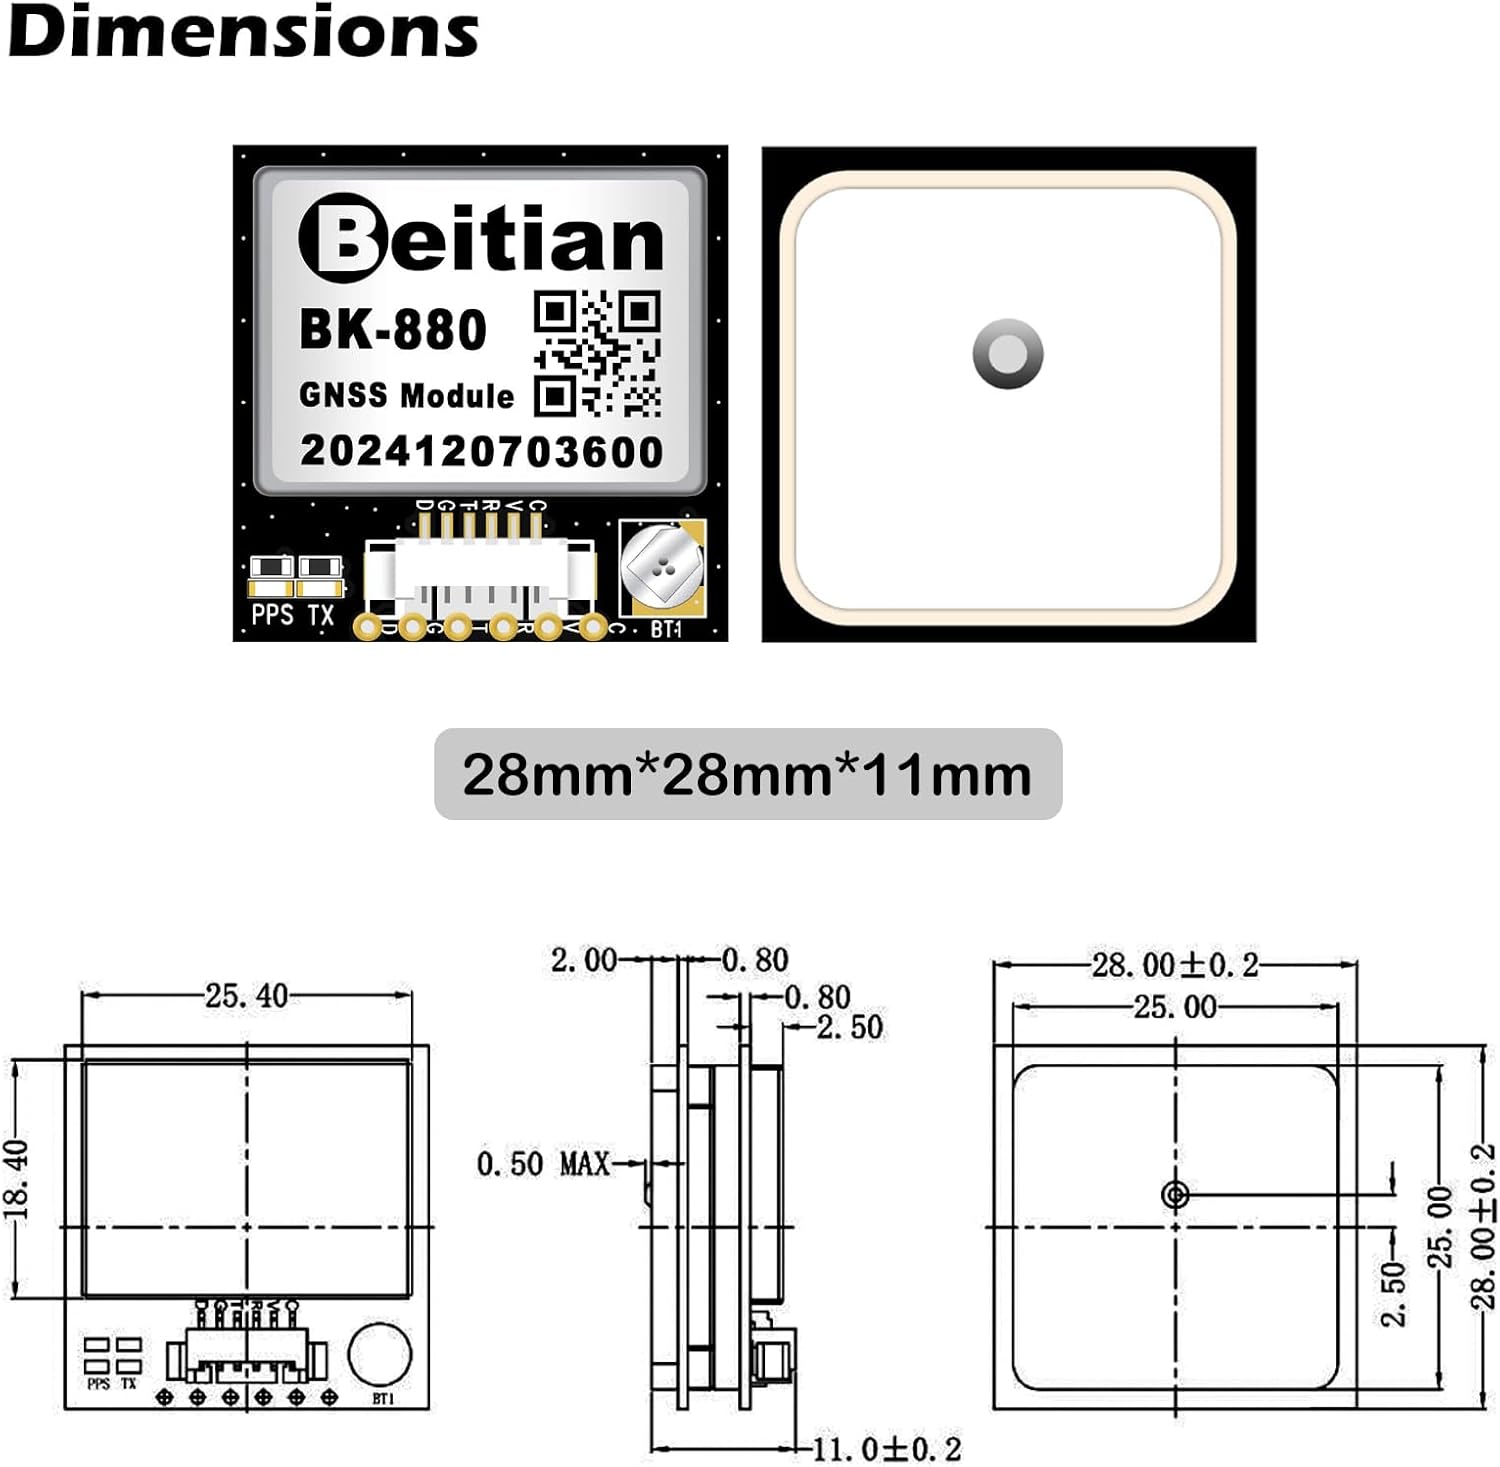 Dimensions
Beitian
BK-880
GNSS Module
2024120703600
D G T R V C
PPS TX
D G T R V C
BT1
28mm*28mm*11mm
25.40
18.40
D G T R V C
PPS TX
BT1
2.00
0.80
0.80
2.50
0.50 MAX
11.0±0.2
28.00±0.2
25.00
2.50
25.00
28.00±0.2